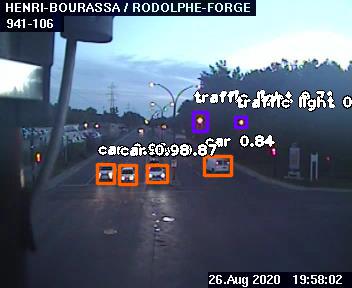 HENRI-BOURASSA / RODOLPHE-FORGE
941-106
traffic light 0.71
traffic light 0
car 0.84
26.Aug 2020 19:58:02